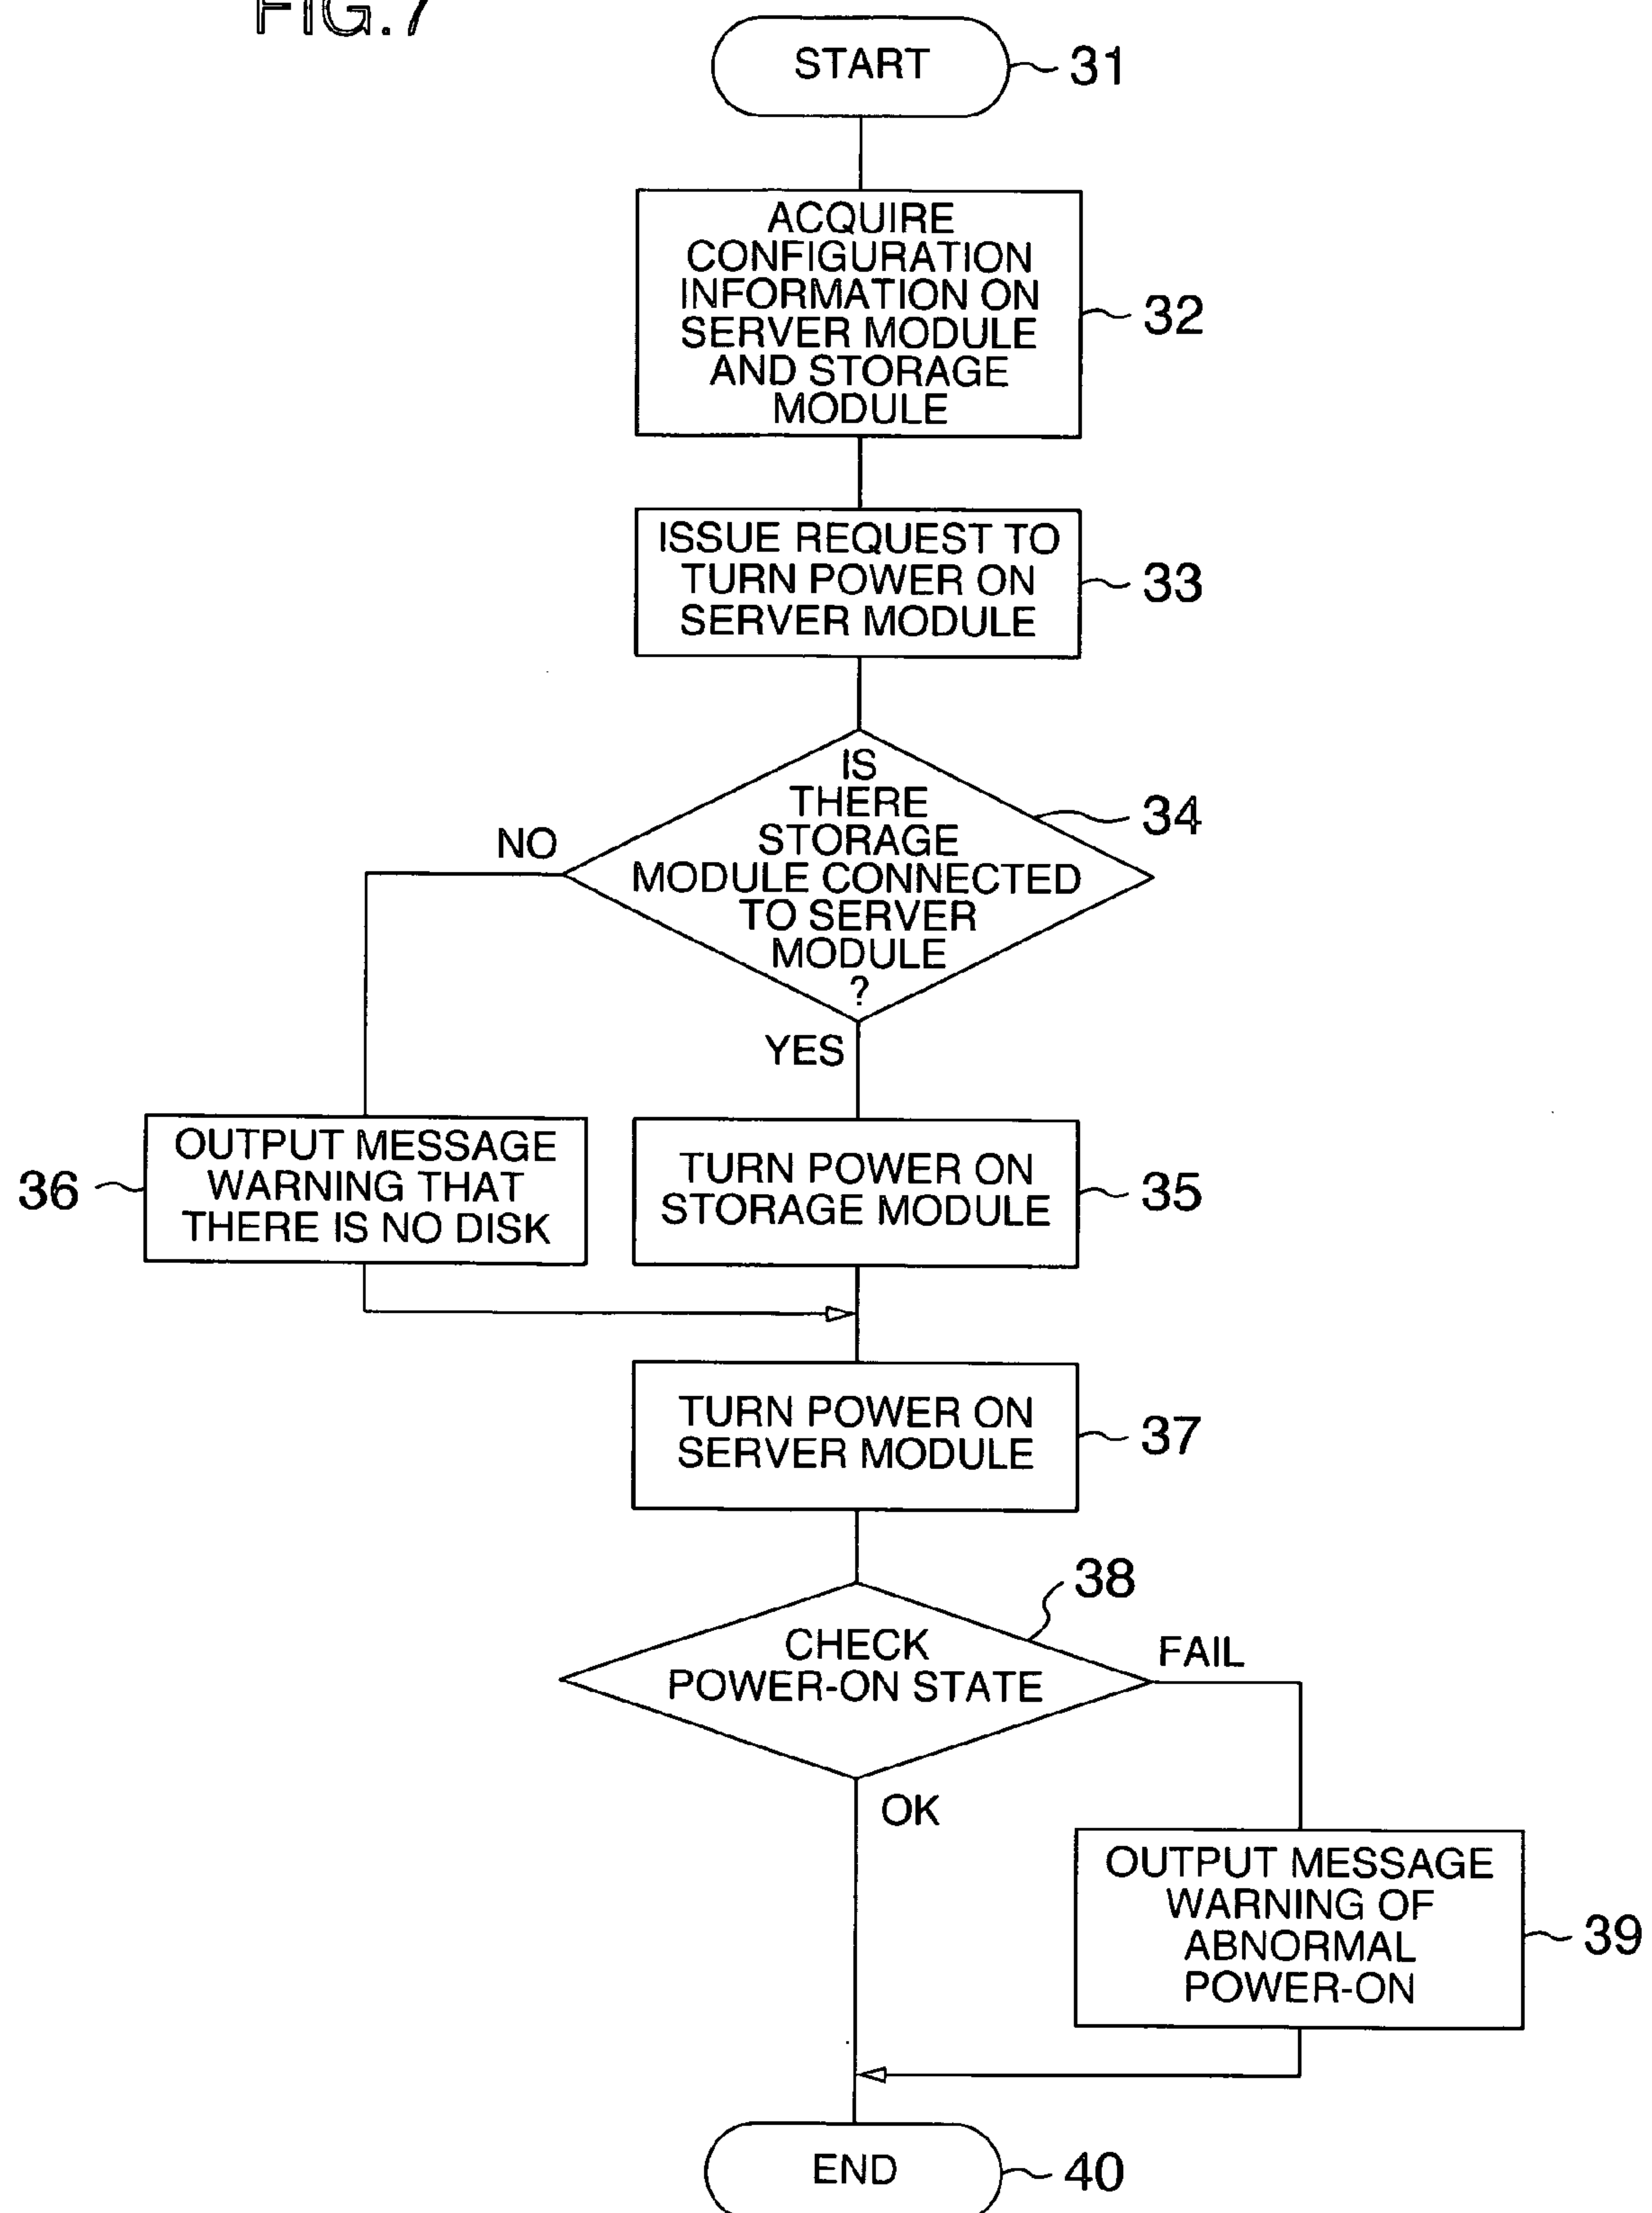 FIG.7
START
31
ACQUIRE
CONFIGURATION
INFORMATION ON
SERVER MODULE
AND STORAGE
MODULE
32
ISSUE REQUEST TO
TURN POWER ON
SERVER MODULE
33
IS
THERE
STORAGE
MODULE CONNECTED
TO SERVER
MODULE
?
34
NO
YES
OUTPUT MESSAGE
WARNING THAT
THERE IS NO DISK
36
TURN POWER ON
STORAGE MODULE
35
TURN POWER ON
SERVER MODULE
37
CHECK
POWER-ON STATE
38
FAIL
OK
OUTPUT MESSAGE
WARNING OF
ABNORMAL
POWER-ON
39
END
40